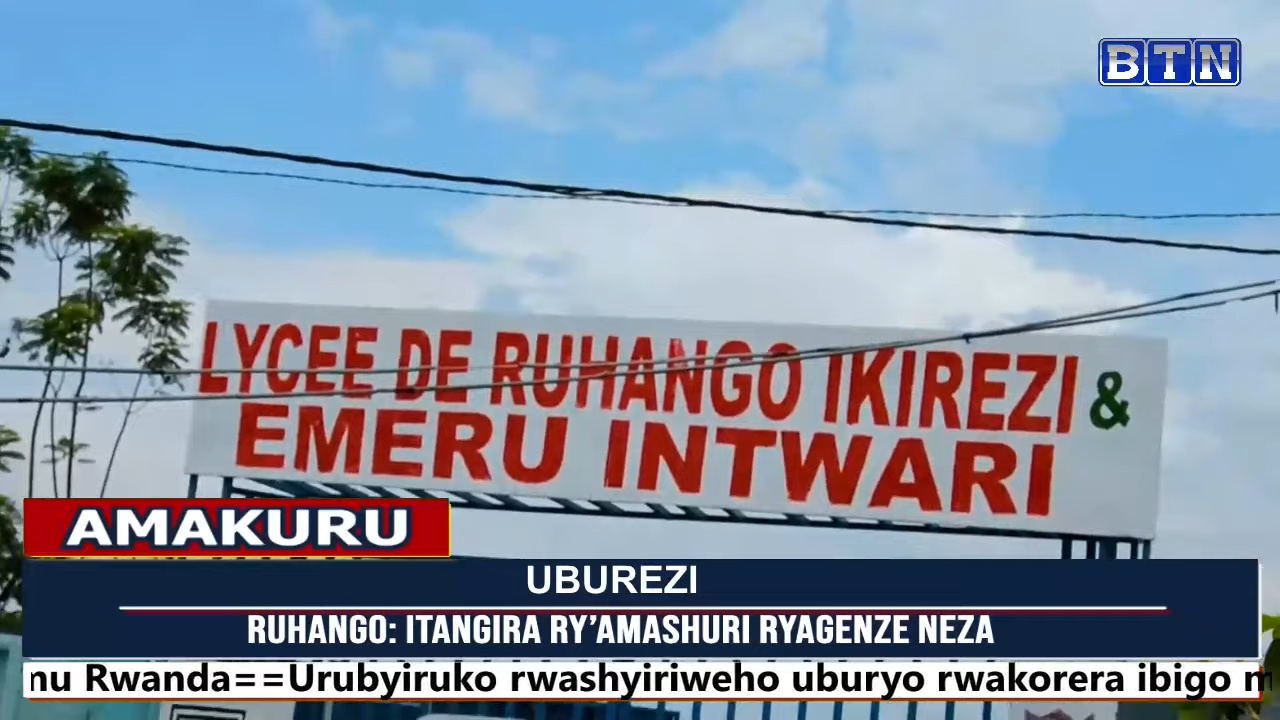 BTN
LYCEE DE RUHANGO IKIREZI &
EMERU INTWARI
AMAKURU
UBUREZI
RUHANGO: ITANGIRA RY'AMASHURI RYAGENZE NEZA
mu Rwanda==Urubyiruko rwashyiriweho uburyo rwakorera ibigo